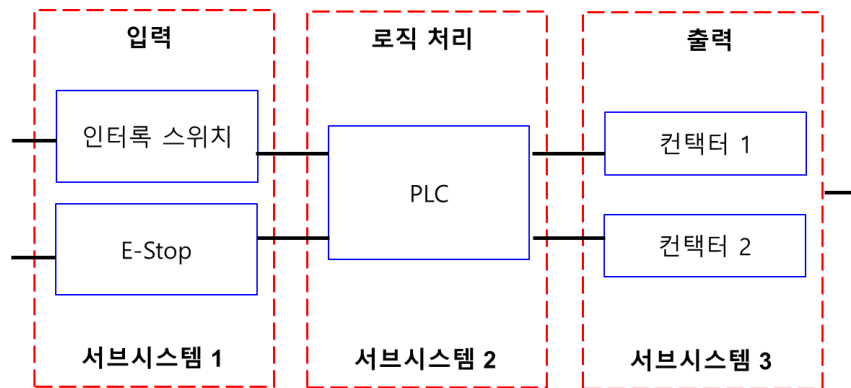 입력
로직 처리
출력
인터록 스위치
E-Stop
PLC
컨택터 1
컨택터 2
서브시스템 1
서브시스템 2
서브시스템 3